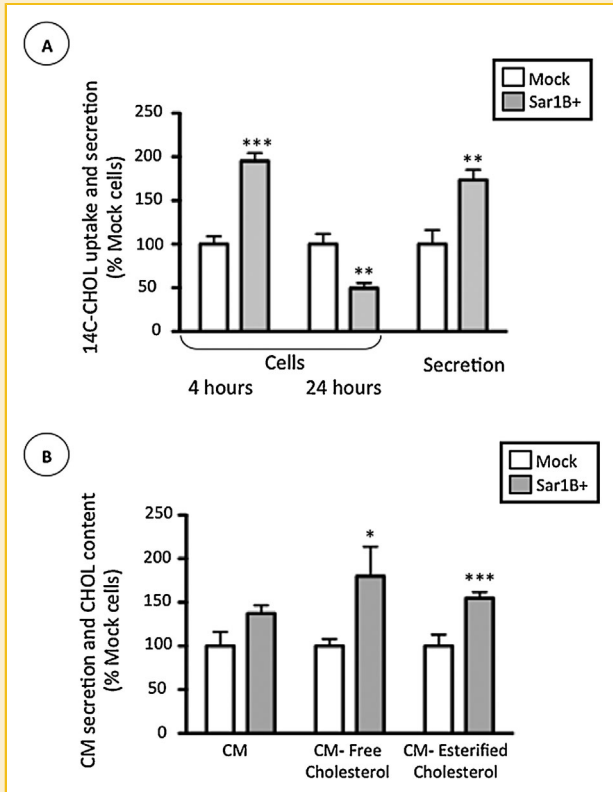 A
Mock
Sar1B+
14C-CHOL uptake and secretion
(% Mock cells)
250
200
150
100
50
0
***
**
**
Cells
Secretion
4 hours
24 hours
B
Mock
Sar1B+
CM secretion and CHOL content
(% Mock cells)
250
200
150
100
50
0
*
***
CM
CM- Free
Cholesterol
CM- Esterified
Cholesterol